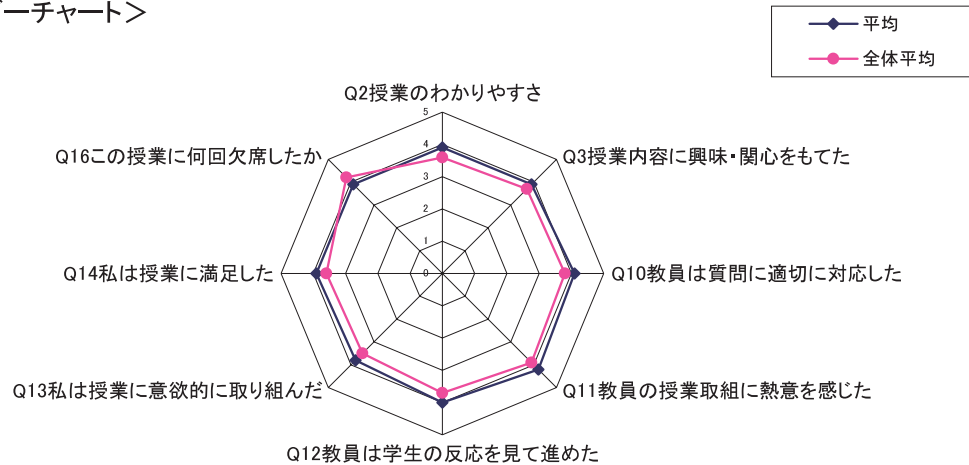 ーチャート＞
平均
全体平均
Q2授業のわかりやすさ
Q3授業内容に興味・関心をもてた
Q10教員は質問に適切に対応した
Q11教員の授業取組に熱意を感じた
Q12教員は学生の反応を見て進めた
Q13私は授業に意欲的に取り組んだ
Q14私は授業に満足した
Q16この授業に何回欠席したか
5
4
3
2
1
0